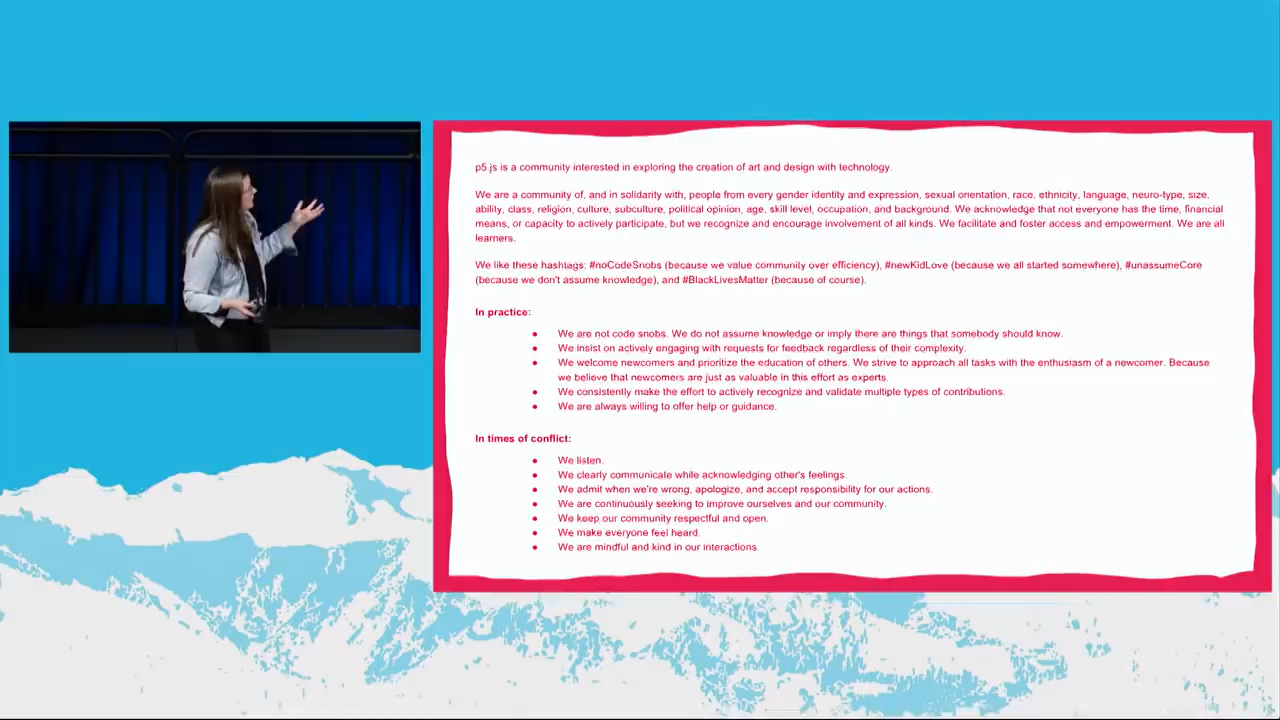 p5.js is a community interested in exploring the creation of art and design with technology.
We are a community of, and in solidarity with, people from every gender identity and expression, sexual orientation, race, ethnicity, language, neuro-type, size,
ability, class, religion, culture, subculture, political opinion, age, skill level, occupation, and background. We acknowledge that not everyone has the time, financial
means, or capacity to actively participate, but we recognize and encourage involvement of all kinds. We facilitate and foster access and empowerment. We are all
learners.
We like these hashtags: #noCodeSnobs (because we value community over efficiency), #newKidLove (because we all started somewhere), #unassumeCore
(because we don't assume knowledge), and #BlackLivesMatter (because of course).
In practice:
● We are not code snobs. We do not assume knowledge or imply there are things that somebody should know.
● We insist on actively engaging with requests for feedback regardless of their complexity.
● We welcome newcomers and prioritize the education of others. We strive to approach all tasks with the enthusiasm of a newcomer. Because
we believe that newcomers are just as valuable in this effort as experts.
● We consistently make the effort to actively recognize and validate multiple types of contributions.
● We are always willing to offer help or guidance.
In times of conflict:
● We listen.
● We clearly communicate while acknowledging other's feelings.
● We admit when we're wrong, apologize, and accept responsibility for our actions.
● We are continuously seeking to improve ourselves and our community.
● We keep our community respectful and open.
● We make everyone feel heard.
● We are mindful and kind in our interactions.